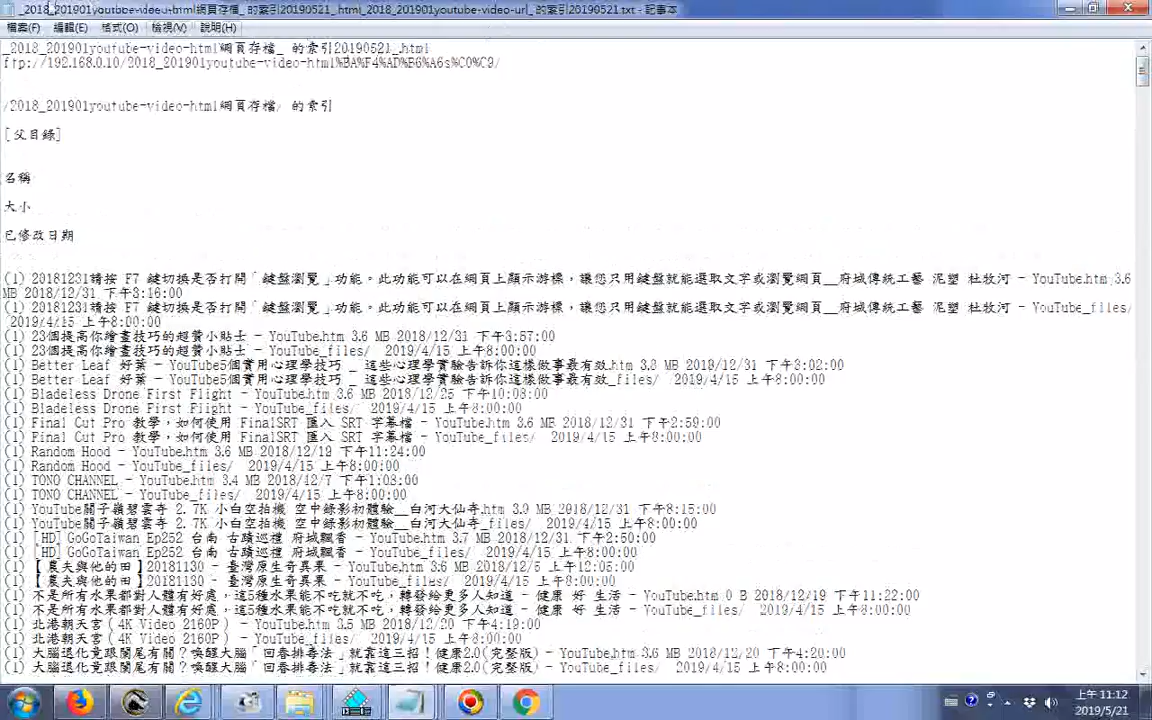 _2018_201901youtube-video-html網頁存檔_ 的索引20190521_.html_2018_201901youtube-video-url_ 的索引20190521.txt - 記事本
檔案(F) 編輯(E) 格式(O) 檢視(V) 說明(H)
_2018_201901youtube-video-html網頁存檔_ 的索引20190521_.html
ftp://192.168.0.10/2018_201901youtube-video-html%BA%F4%AD%B6%A6s%C0%C9/
/2018_201901youtube-video-html網頁存檔/ 的索引
[父目錄]
名稱
大小
已修改日期
(1) 20181231請按 F7 鍵切換是否打開「鍵盤瀏覽」功能。此功能可以在網頁上顯示游標，讓您只用鍵盤就能選取文字或瀏覽網頁__府城傳統工藝 泥塑 杜牧河 - YouTube.htm 3.6
MB 2018/12/31 下午3:16:00
(1) 20181231請按 F7 鍵切換是否打開「鍵盤瀏覽」功能。此功能可以在網頁上顯示游標，讓您只用鍵盤就能選取文字或瀏覽網頁__府城傳統工藝 泥塑 杜牧河 - YouTube_files/
2019/4/15 上午8:00:00
(1) 23個提高你繪畫技巧的超贊小貼士 - YouTube.htm 3.6 MB 2018/12/31 下午3:57:00
(1) 23個提高你繪畫技巧的超贊小貼士 - YouTube_files/ 2019/4/15 上午8:00:00
(1) Better Leaf 好葉 - YouTube5個實用心理學技巧 _ 這些心理學實驗告訴你這樣做事最有效.htm 3.8 MB 2018/12/31 下午3:02:00
(1) Better Leaf 好葉 - YouTube5個實用心理學技巧 _ 這些心理學實驗告訴你這樣做事最有效_files/ 2019/4/15 上午8:00:00
(1) Bladeless Drone First Flight - YouTube.htm 3.6 MB 2018/12/25 下午10:08:00
(1) Bladeless Drone First Flight - YouTube_files/ 2019/4/15 上午8:00:00
(1) Final Cut Pro 教學，如何使用 FinalSRT 匯入 SRT 字幕檔 - YouTube.htm 3.6 MB 2018/12/21 下午2:59:00
(1) Final Cut Pro 教學，如何使用 FinalSRT 匯入 SRT 字幕檔 - YouTube_files/ 2019/4/15 上午8:00:00
(1) Random Hood - YouTube.htm 3.6 MB 2018/12/19 下午11:24:00
(1) Random Hood - YouTube_files/ 2019/4/15 上午8:00:00
(1) TONO CHANNEL - YouTube.htm 3.4 MB 2018/12/7 下午1:08:00
(1) TONO CHANNEL - YouTube_files/ 2019/4/15 上午8:00:00
(1) YouTube關子嶺碧雲寺 2.7K 小白空拍機 空中錄影初體驗__白河大仙寺.htm 3.9 MB 2018/12/31 下午8:15:00
(1) YouTube關子嶺碧雲寺 2.7K 小白空拍機 空中錄影初體驗__白河大仙寺_files/ 2019/4/15 上午8:00:00
(1) [HD] GoGoTaiwan Ep252 台南 古蹟巡禮 府城飄香 - YouTube.htm 3.7 MB 2018/12/31 下午2:50:00
(1) [HD] GoGoTaiwan Ep252 台南 古蹟巡禮 府城飄香 - YouTube_files/ 2019/4/15 上午8:00:00
(1) 【農夫與他的田】20181130 - 臺灣原生奇異果 - YouTube.htm 3.6 MB 2018/12/5 下午12:05:00
(1) 【農夫與他的田】20181130 - 臺灣原生奇異果 - YouTube_files/ 2019/4/15 上午8:00:00
(1) 不是所有水果都對人體有好處，這5種水果能不吃就不吃，轉發給更多人知道 - 健康 好 生活 - YouTube.htm 0 B 2018/12/19 下午11:22:00
(1) 不是所有水果都對人體有好處，這5種水果能不吃就不吃，轉發給更多人知道 - 健康 好 生活 - YouTube_files/ 2019/4/15 上午8:00:00
(1) 北港朝天宮 ( 4K Video 2160P ) - YouTube.htm 3.5 MB 2018/12/20 下午4:19:00
(1) 北港朝天宮 ( 4K Video 2160P ) - YouTube_files/ 2019/4/15 上午8:00:00
(1) 大腦退化竟跟闌尾有關？喚醒大腦「回春排毒法」就靠這三招！健康2.0(完整版) - YouTube.htm 3.6 MB 2018/12/20 下午4:20:00
(1) 大腦退化竟跟闌尾有關？喚醒大腦「回春排毒法」就靠這三招！健康2.0(完整版) - YouTube_files/ 2019/4/15 上午8:00:00
上午 11:12
2019/5/21